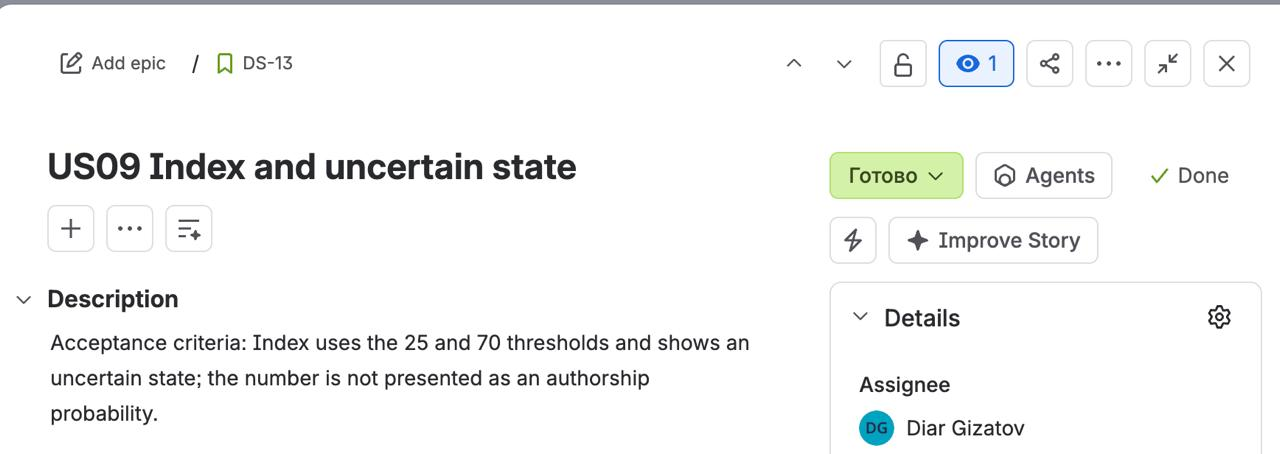 Add epic / DS-13
1
US09 Index and uncertain state
Готово
Agents
Done
Improve Story
Description
Acceptance criteria: Index uses the 25 and 70 thresholds and shows an
uncertain state; the number is not presented as an authorship
probability.
Details
Assignee
DG Diar Gizatov